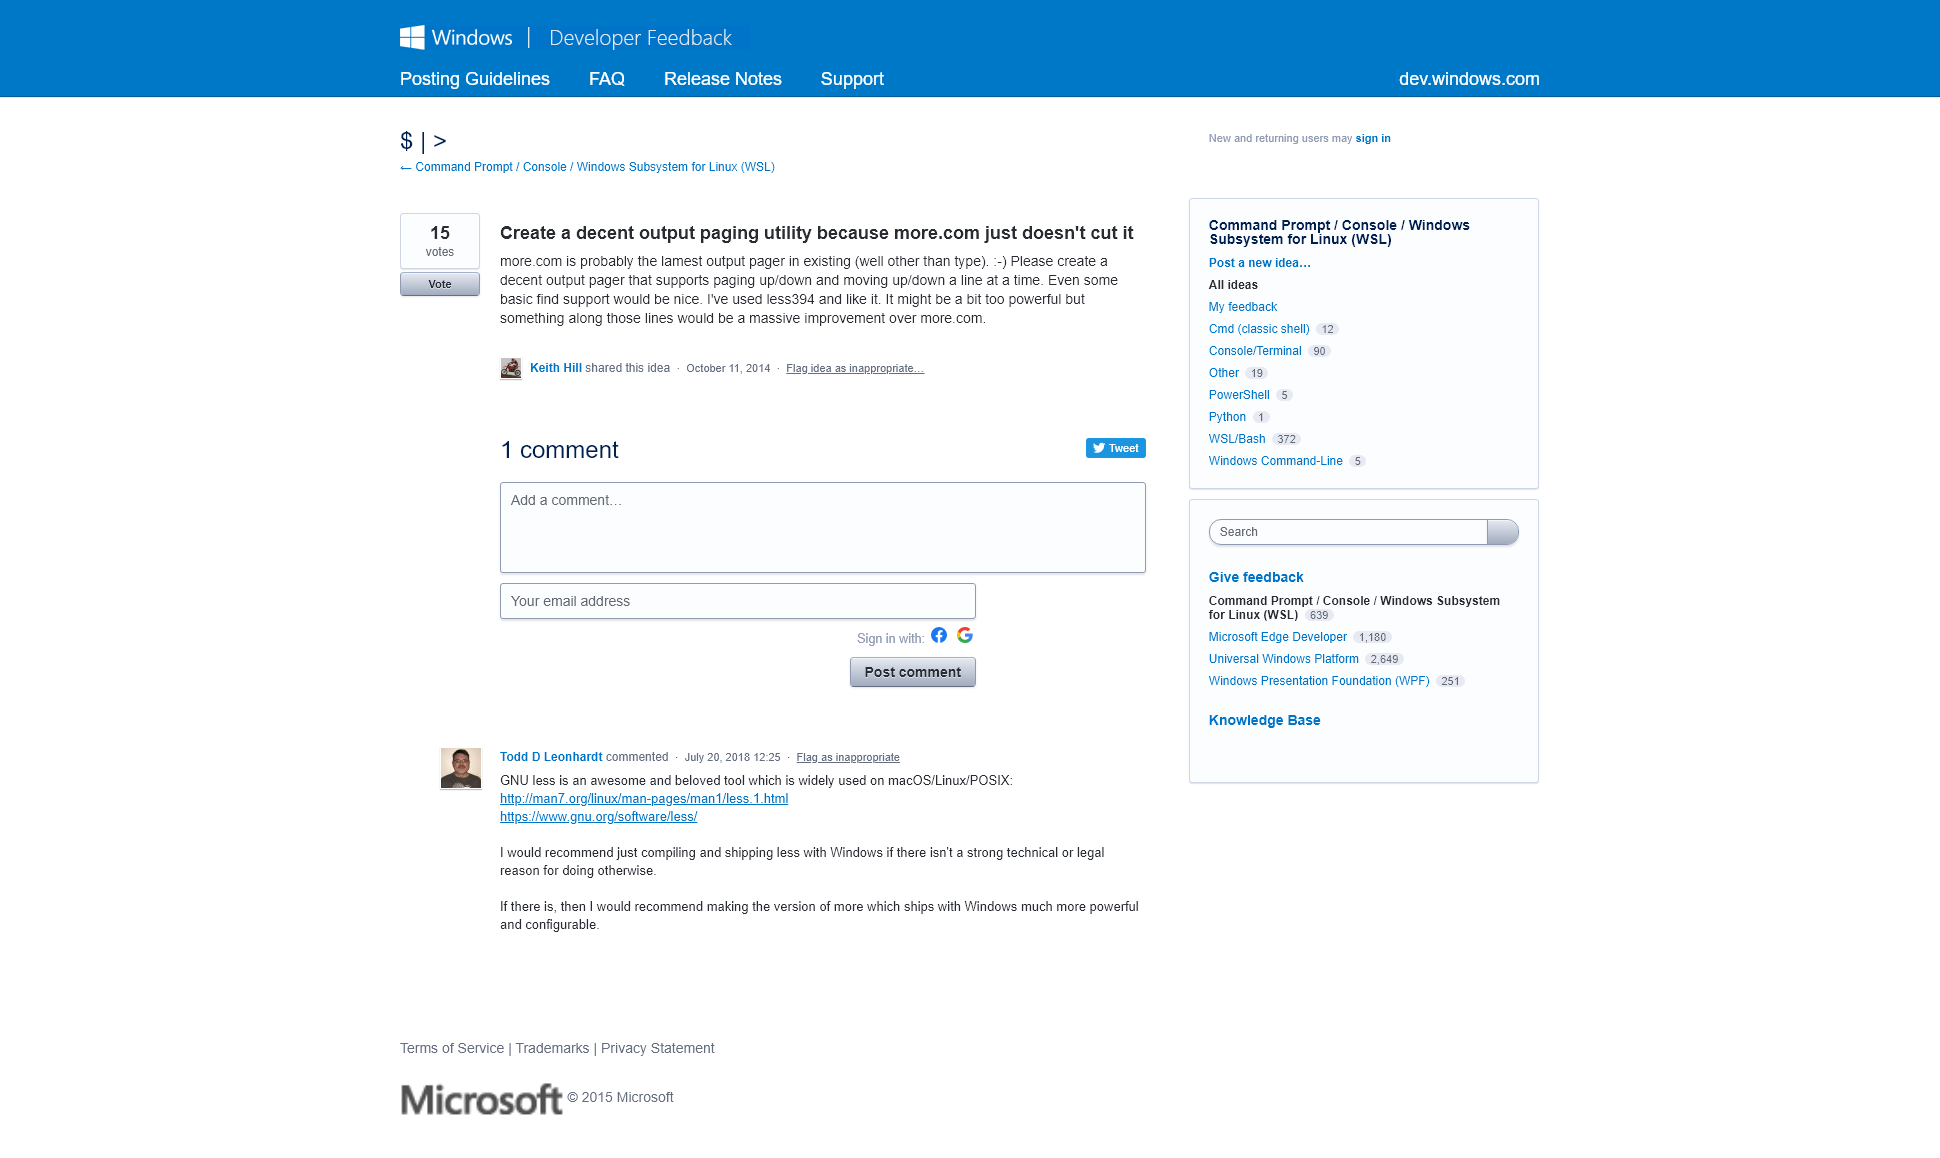 Windows | Developer Feedback
Posting Guidelines FAQ Release Notes Support dev.windows.com
$ | >
New and returning users may sign in
← Command Prompt / Console / Windows Subsystem for Linux (WSL)
15
votes
Vote
Create a decent output paging utility because more.com just doesn't cut it
more.com is probably the lamest output pager in existing (well other than type). :-) Please create a
decent output pager that supports paging up/down and moving up/down a line at a time. Even some
basic find support would be nice. I've used less394 and like it. It might be a bit too powerful but
something along those lines would be a massive improvement over more.com.
Keith Hill shared this idea · October 11, 2014 · Flag idea as inappropriate…
1 comment
Tweet
Add a comment…
Your email address
Sign in with:
Post comment
Todd D Leonhardt commented · July 20, 2018 12:25 · Flag as inappropriate
GNU less is an awesome and beloved tool which is widely used on macOS/Linux/POSIX:
http://man7.org/linux/man-pages/man1/less.1.html
https://www.gnu.org/software/less/
I would recommend just compiling and shipping less with Windows if there isn't a strong technical or legal
reason for doing otherwise.
If there is, then I would recommend making the version of more which ships with Windows much more powerful
and configurable.
Command Prompt / Console / Windows
Subsystem for Linux (WSL)
Post a new idea…
All ideas
My feedback
Cmd (classic shell) 12
Console/Terminal 90
Other 19
PowerShell 5
Python 1
WSL/Bash 372
Windows Command-Line 5
Search
Give feedback
Command Prompt / Console / Windows Subsystem
for Linux (WSL) 639
Microsoft Edge Developer 1,180
Universal Windows Platform 2,649
Windows Presentation Foundation (WPF) 251
Knowledge Base
Terms of Service | Trademarks | Privacy Statement
Microsoft © 2015 Microsoft